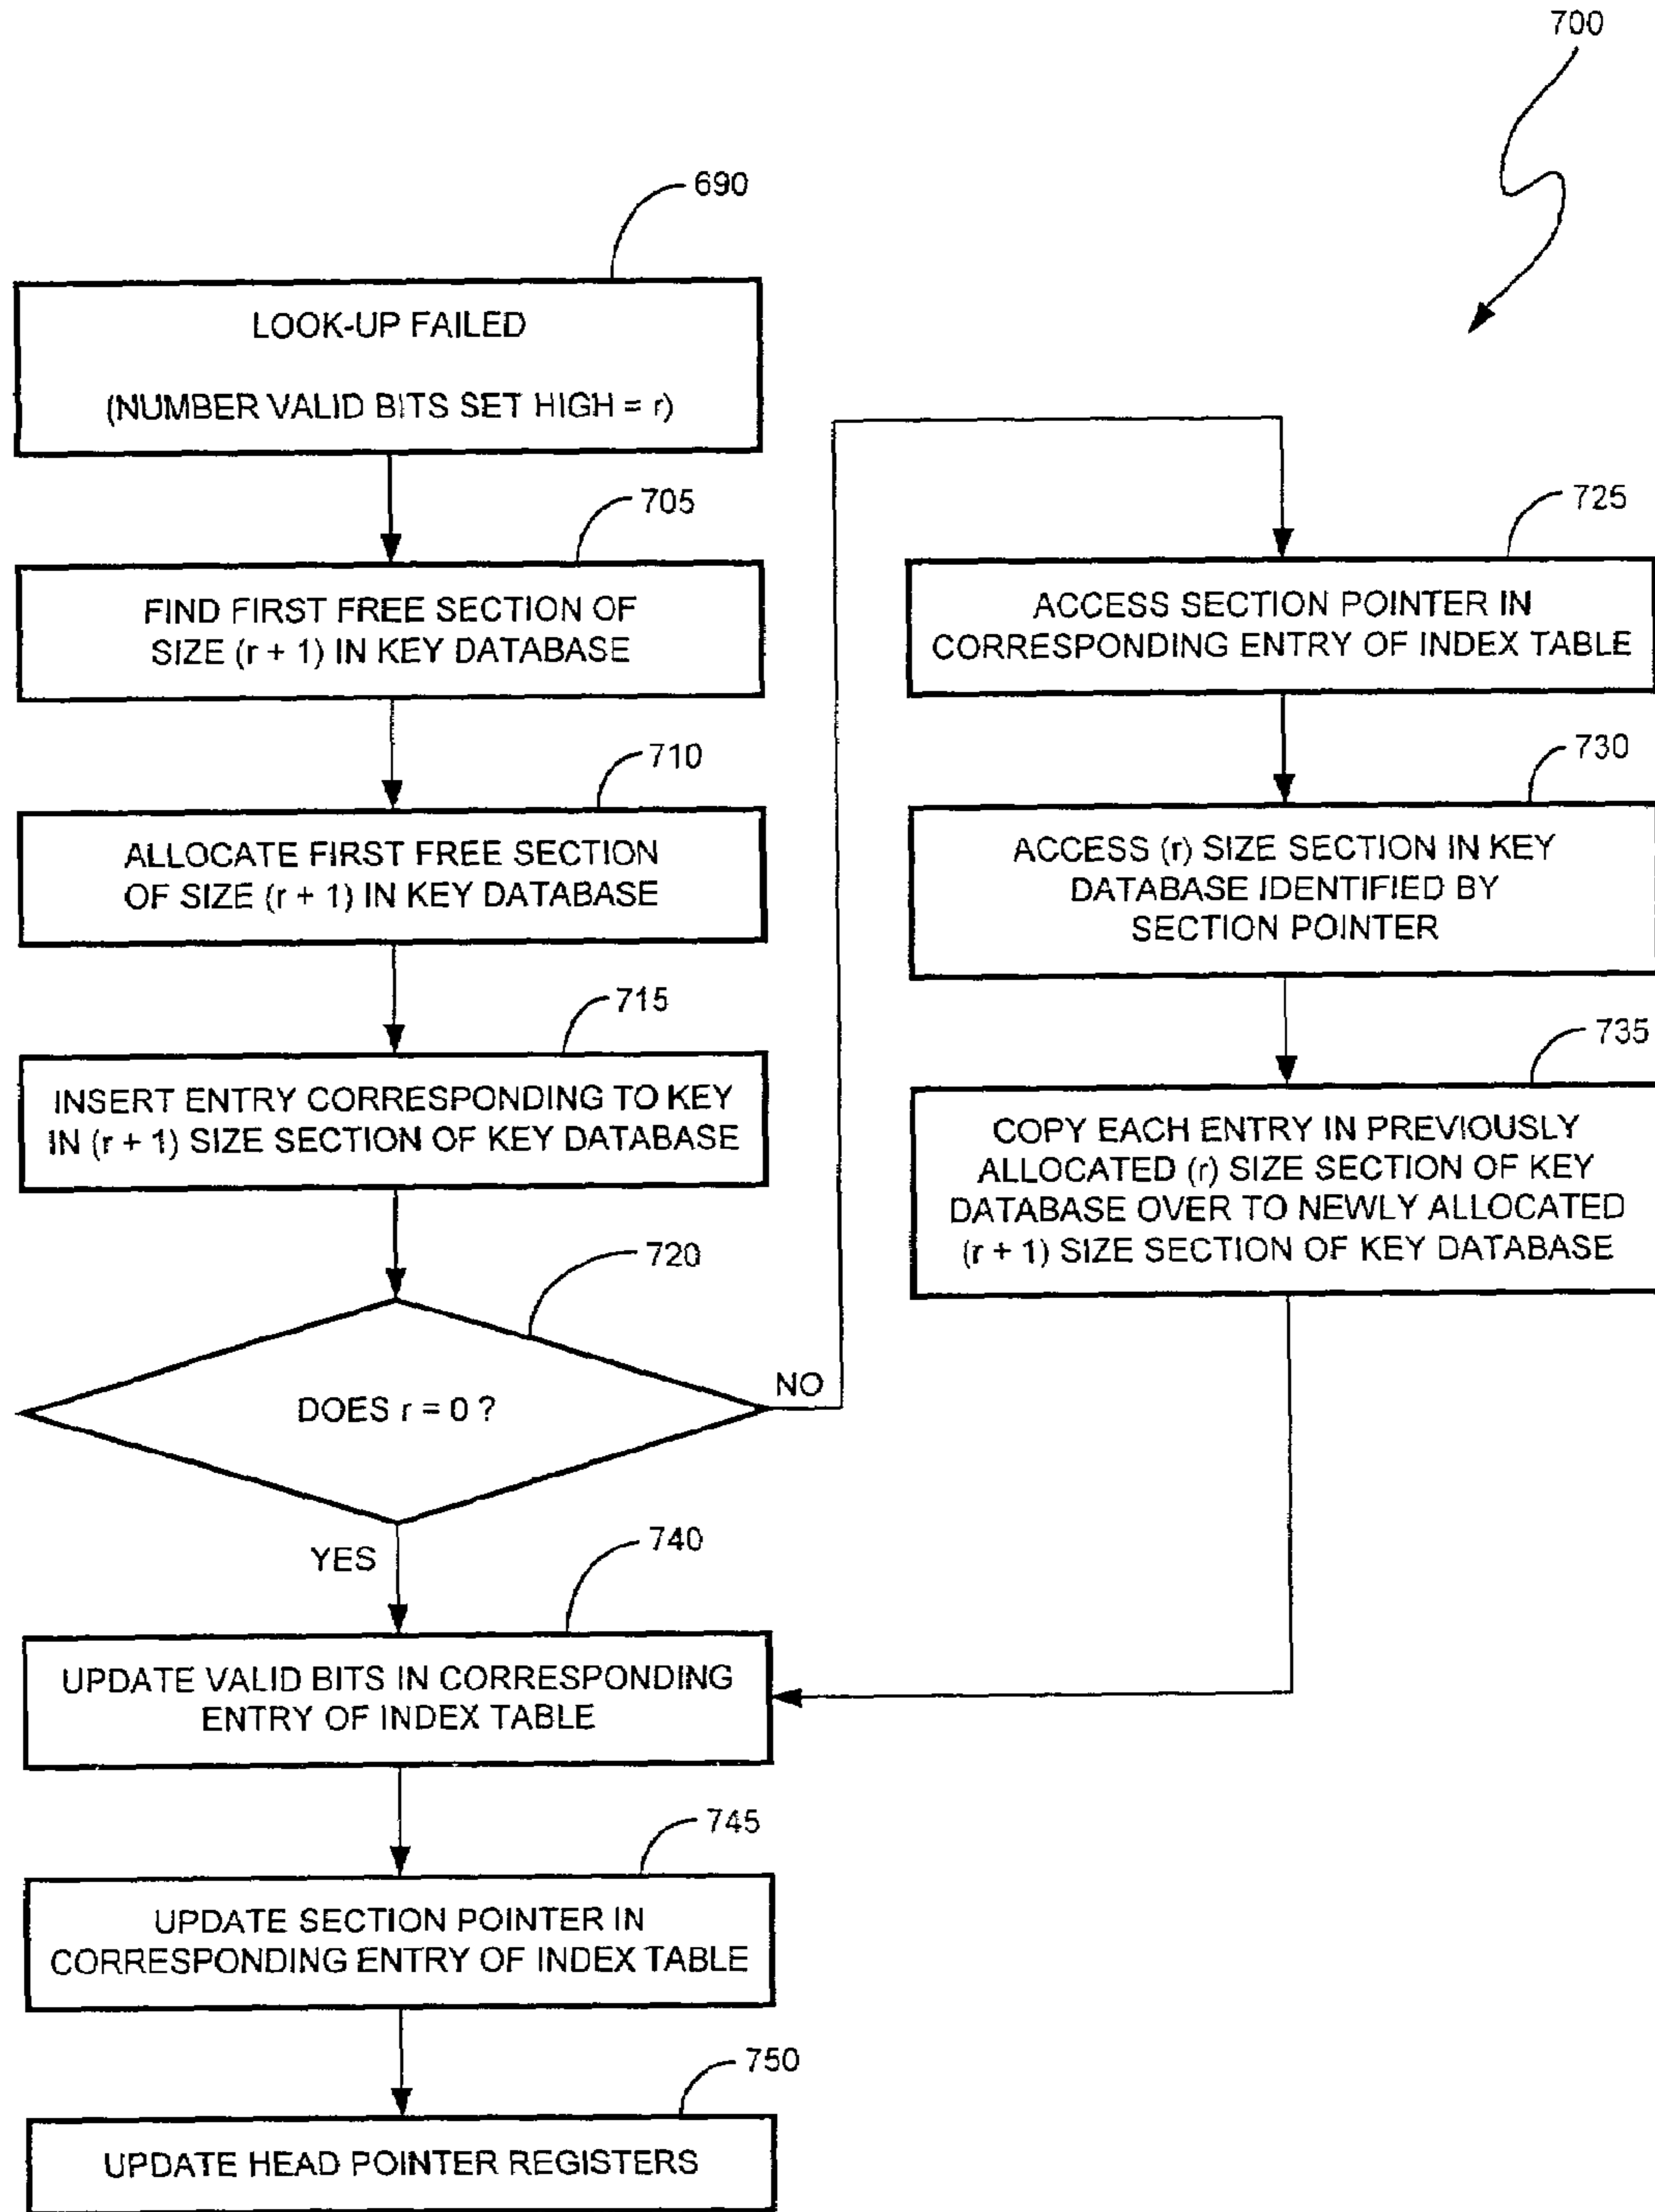 700
690
LOOK-UP FAILED
(NUMBER VALID BITS SET HIGH = r)
705
FIND FIRST FREE SECTION OF
SIZE (r + 1) IN KEY DATABASE
710
ALLOCATE FIRST FREE SECTION
OF SIZE (r + 1) IN KEY DATABASE
715
INSERT ENTRY CORRESPONDING TO KEY
IN (r + 1) SIZE SECTION OF KEY DATABASE
720
DOES r = 0 ?
NO
YES
725
ACCESS SECTION POINTER IN
CORRESPONDING ENTRY OF INDEX TABLE
730
ACCESS (r) SIZE SECTION IN KEY
DATABASE IDENTIFIED BY
SECTION POINTER
735
COPY EACH ENTRY IN PREVIOUSLY
ALLOCATED (r) SIZE SECTION OF KEY
DATABASE OVER TO NEWLY ALLOCATED
(r + 1) SIZE SECTION OF KEY DATABASE
740
UPDATE VALID BITS IN CORRESPONDING
ENTRY OF INDEX TABLE
745
UPDATE SECTION POINTER IN
CORRESPONDING ENTRY OF INDEX TABLE
750
UPDATE HEAD POINTER REGISTERS